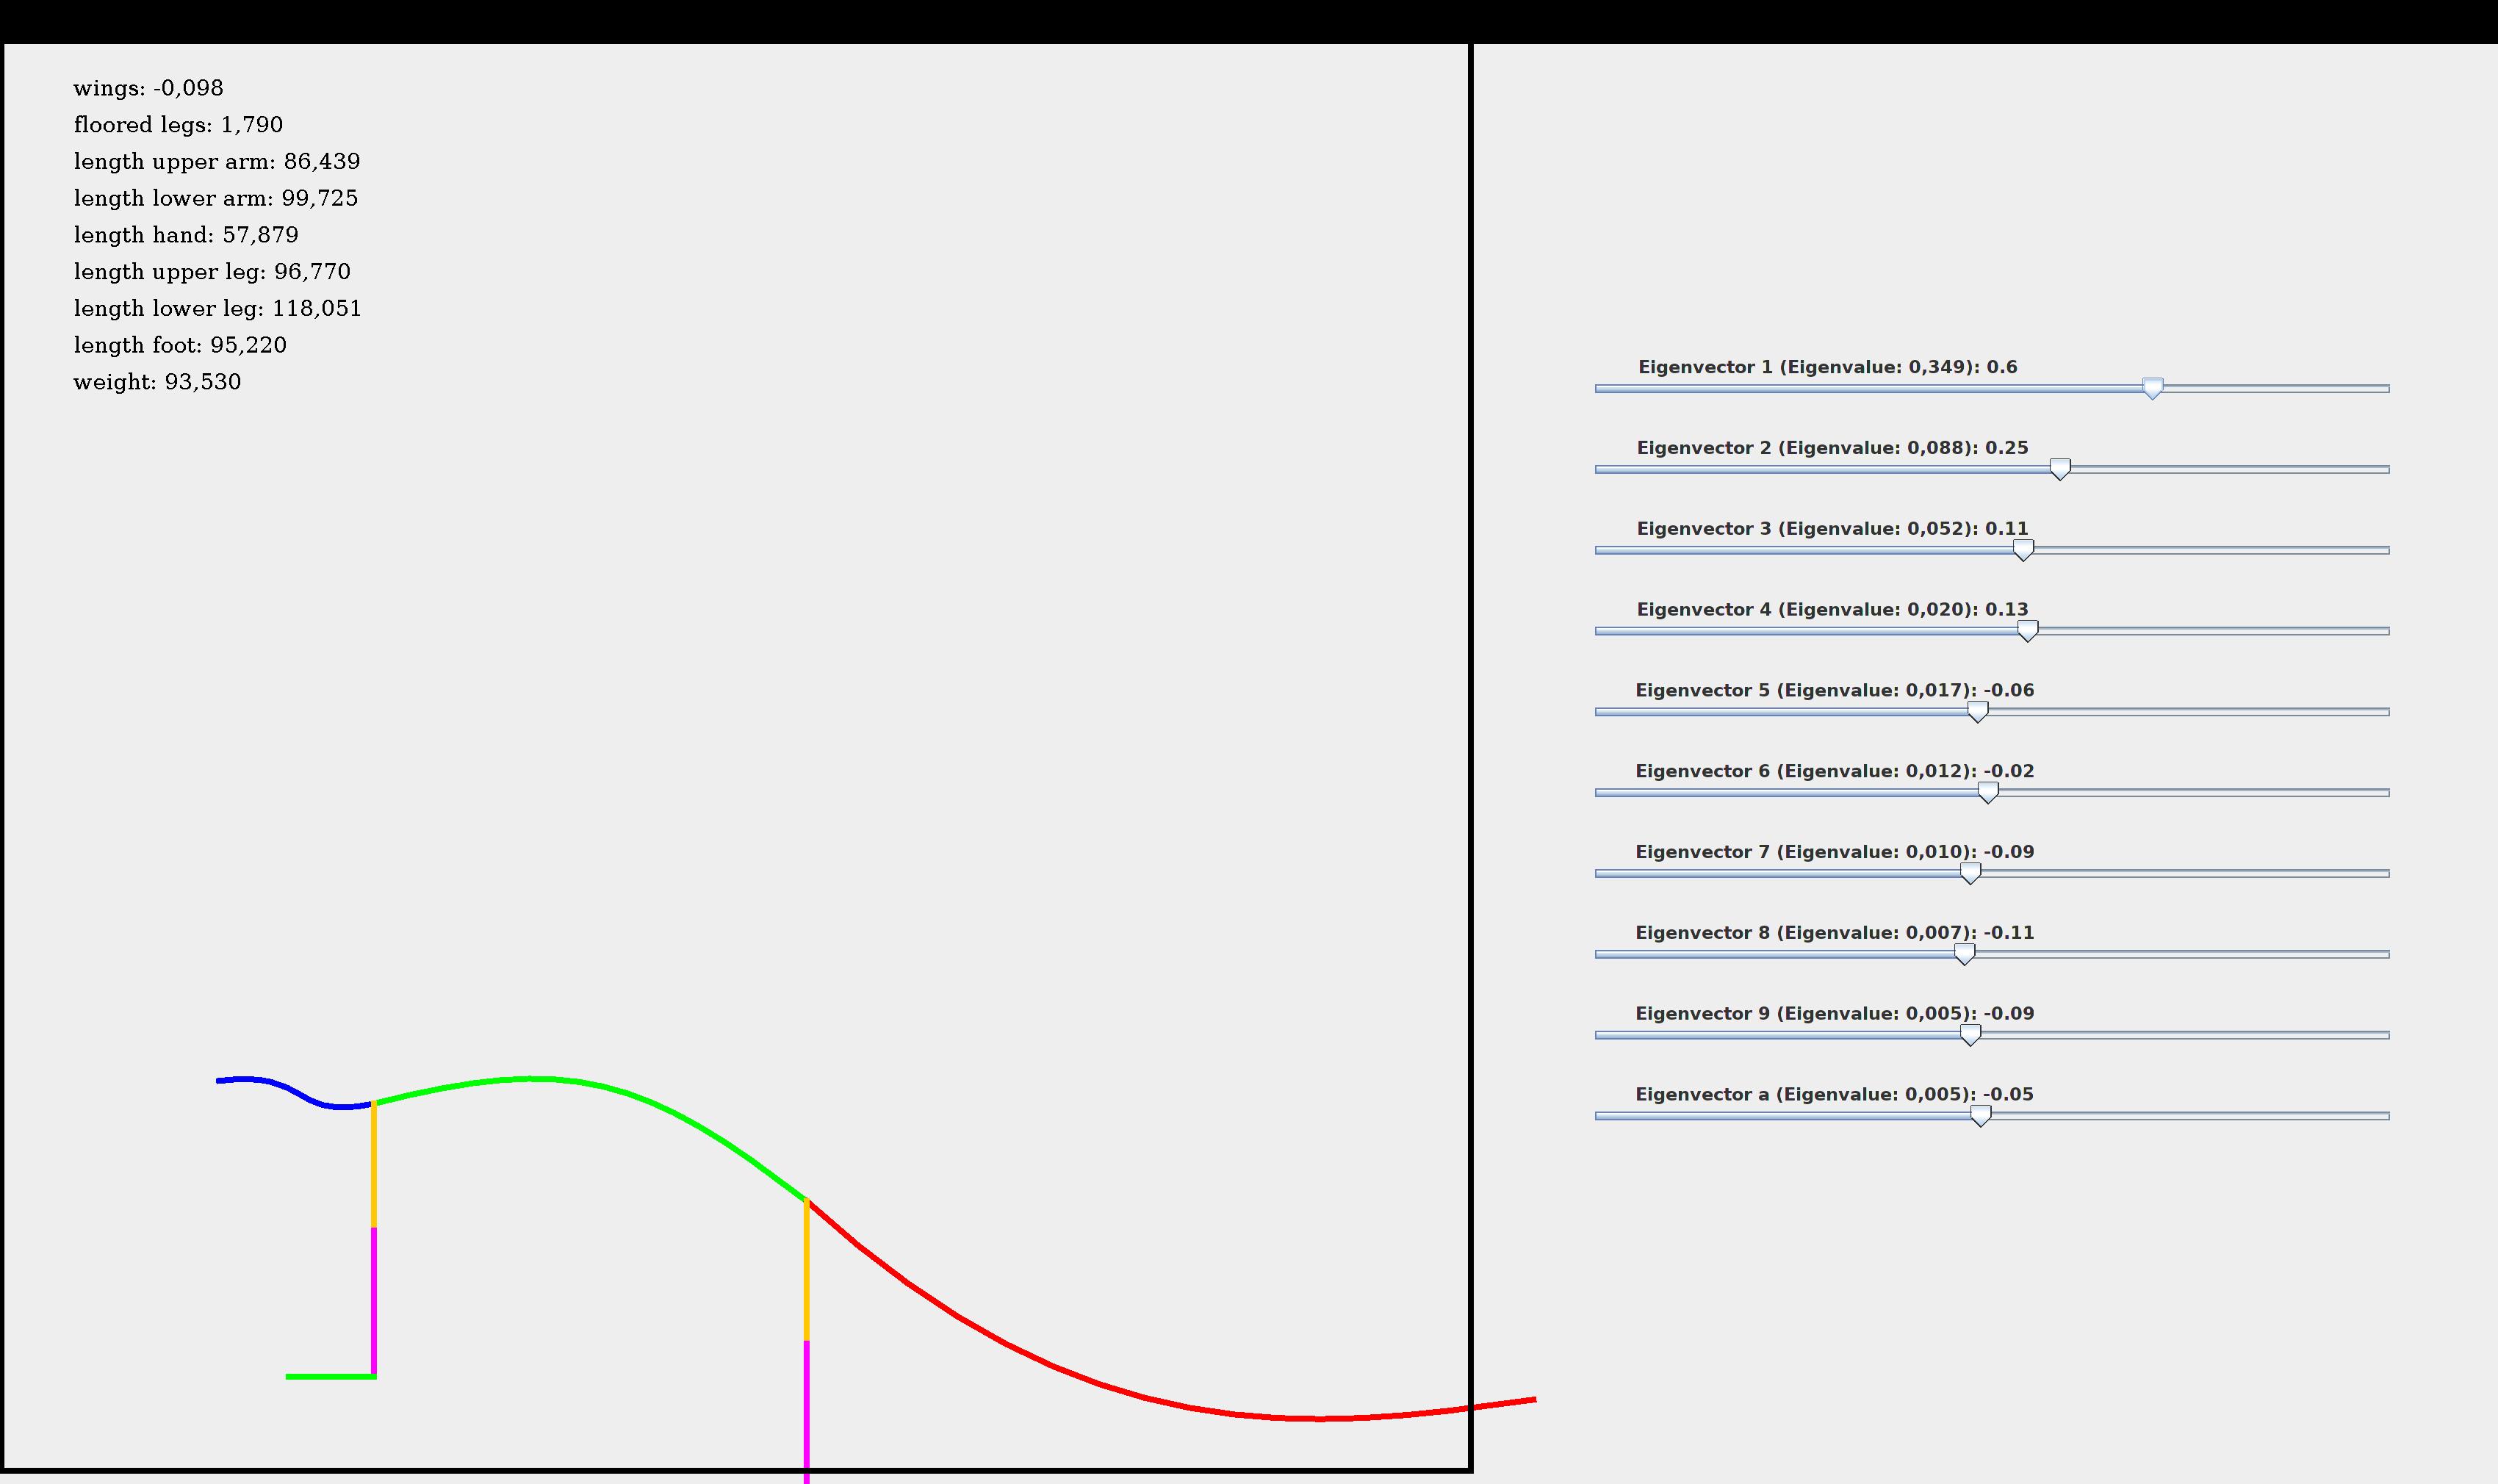 wings: -0,098
floored legs: 1,790
length upper arm: 86,439
length lower arm: 99,725
length hand: 57,879
length upper leg: 96,770
length lower leg: 118,051
length foot: 95,220
weight: 93,530
Eigenvector 1 (Eigenvalue: 0,349): 0.6
Eigenvector 2 (Eigenvalue: 0,088): 0.25
Eigenvector 3 (Eigenvalue: 0,052): 0.11
Eigenvector 4 (Eigenvalue: 0,020): 0.13
Eigenvector 5 (Eigenvalue: 0,017): -0.06
Eigenvector 6 (Eigenvalue: 0,012): -0.02
Eigenvector 7 (Eigenvalue: 0,010): -0.09
Eigenvector 8 (Eigenvalue: 0,007): -0.11
Eigenvector 9 (Eigenvalue: 0,005): -0.09
Eigenvector a (Eigenvalue: 0,005): -0.05